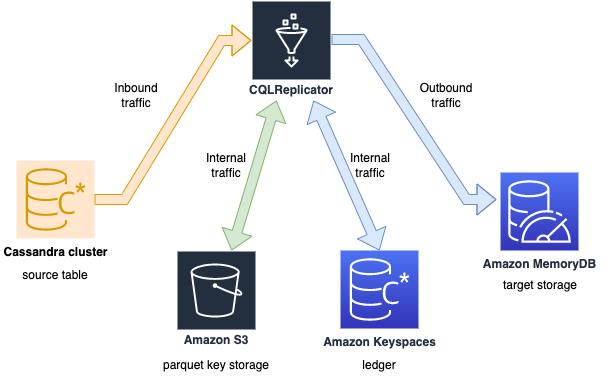 CQLReplicator
Inbound
traffic
Outbound
traffic
Internal
traffic
Internal
traffic
C*
Cassandra cluster
source table
Amazon MemoryDB
target storage
C*
Amazon S3
parquet key storage
Amazon Keyspaces
ledger